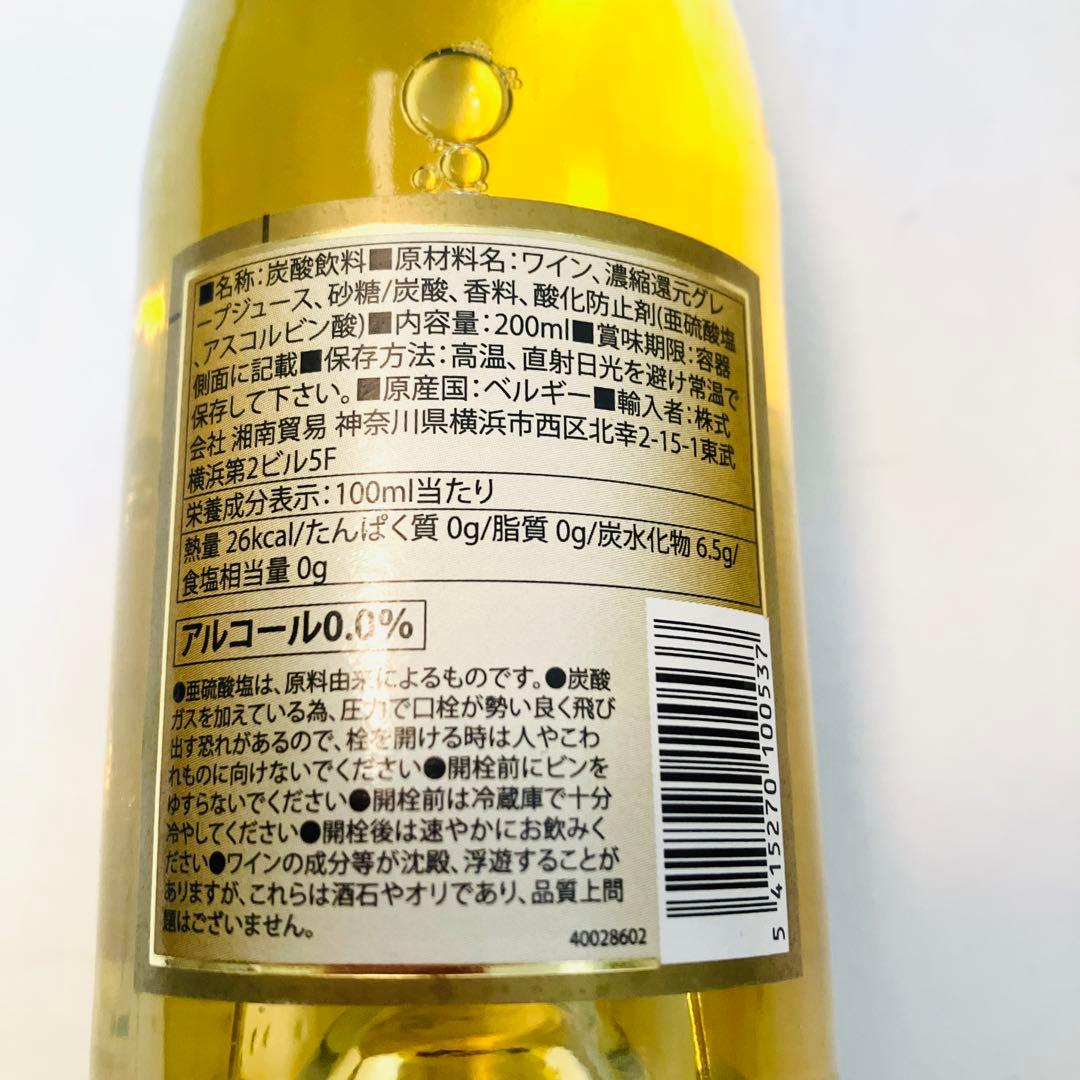 ■名称：炭酸飲料■原材料名：ワイン、濃縮還元グレ
ープジュース、砂糖/炭酸、香料、酸化防止剤(亜硫酸塩
、アスコルビン酸)■内容量：200ml■賞味期限：容器
側面に記載■保存方法：高温、直射日光を避け常温で
保存して下さい。■原産国：ベルギー■輸入者：株式
会社 湘南貿易 神奈川県横浜市西区北幸2-15-1東武
横浜第2ビル5F
栄養成分表示：100ml当たり
熱量 26kcal/たんぱく質 0g/脂質 0g/炭水化物 6.5g/
食塩相当量 0g
アルコール0.0%
●亜硫酸塩は、原料由来によるものです。●炭酸
ガスを加えている為、圧力で口栓が勢い良く飛び
出す恐れがあるので、栓を開ける時は人やこわ
れものに向けないでください●開栓前にビンを
ゆすらないでください●開栓前は冷蔵庫で十分
冷やしてください●開栓後は速やかにお飲みく
ださい●ワインの成分等が沈殿、浮遊することが
ありますが、これらは酒石やオリであり、品質上問
題はございません。
40028602
5 415270 100537